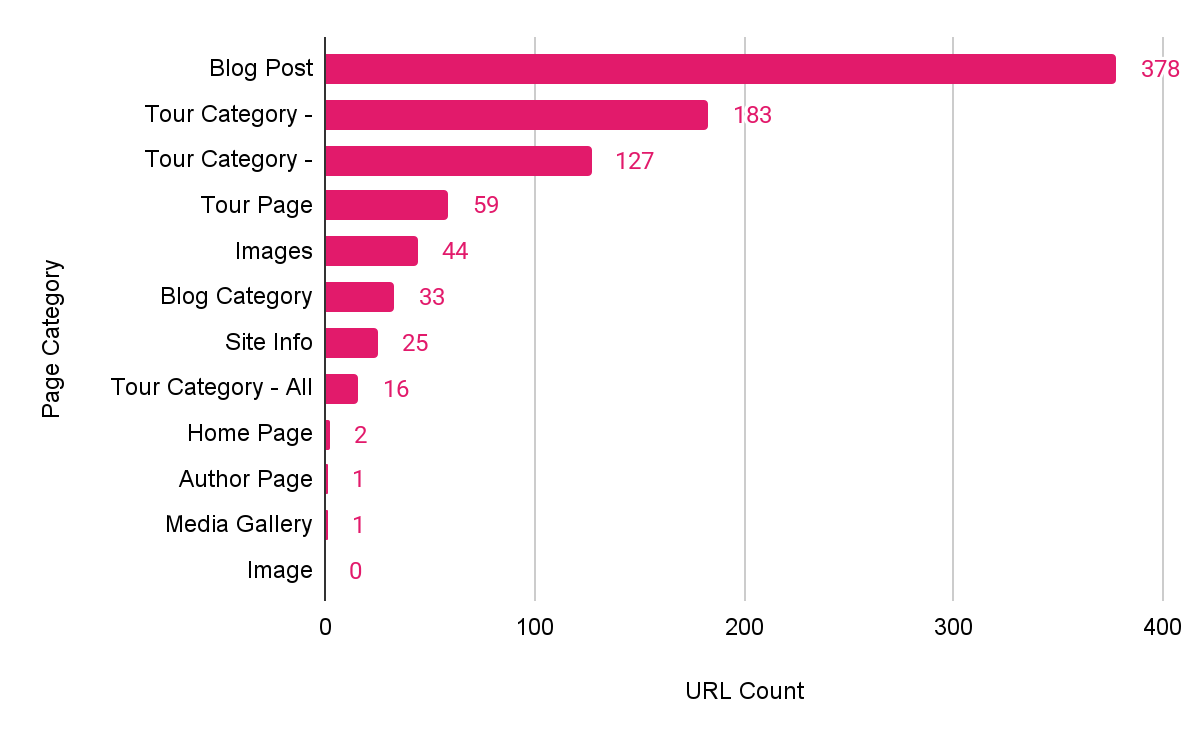 Blog Post 378
Tour Category - 183
Tour Category - 127
Tour Page 59
Images 44
Blog Category 33
Site Info 25
Tour Category - All 16
Home Page 2
Author Page 1
Media Gallery 1
Image 0
Page Category
0 100 200 300 400
URL Count